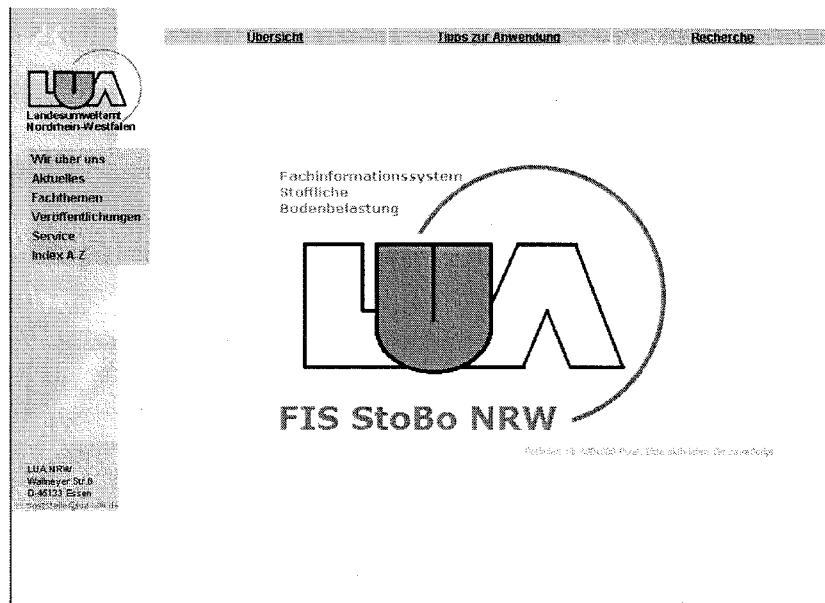 Übersicht Tipps zur Anwendung Recherche
LUA
Landesumweltamt
Nordrhein-Westfalen
Wir über uns
Aktuelles
Fachthemen
Veröffentlichungen
Service
Index A-Z
Fachinformationssystem
Stoffliche
Bodenbelastung
LUA
FIS StoBo NRW
LUA NRW
Wallneyer Str.6
D-45133 Essen